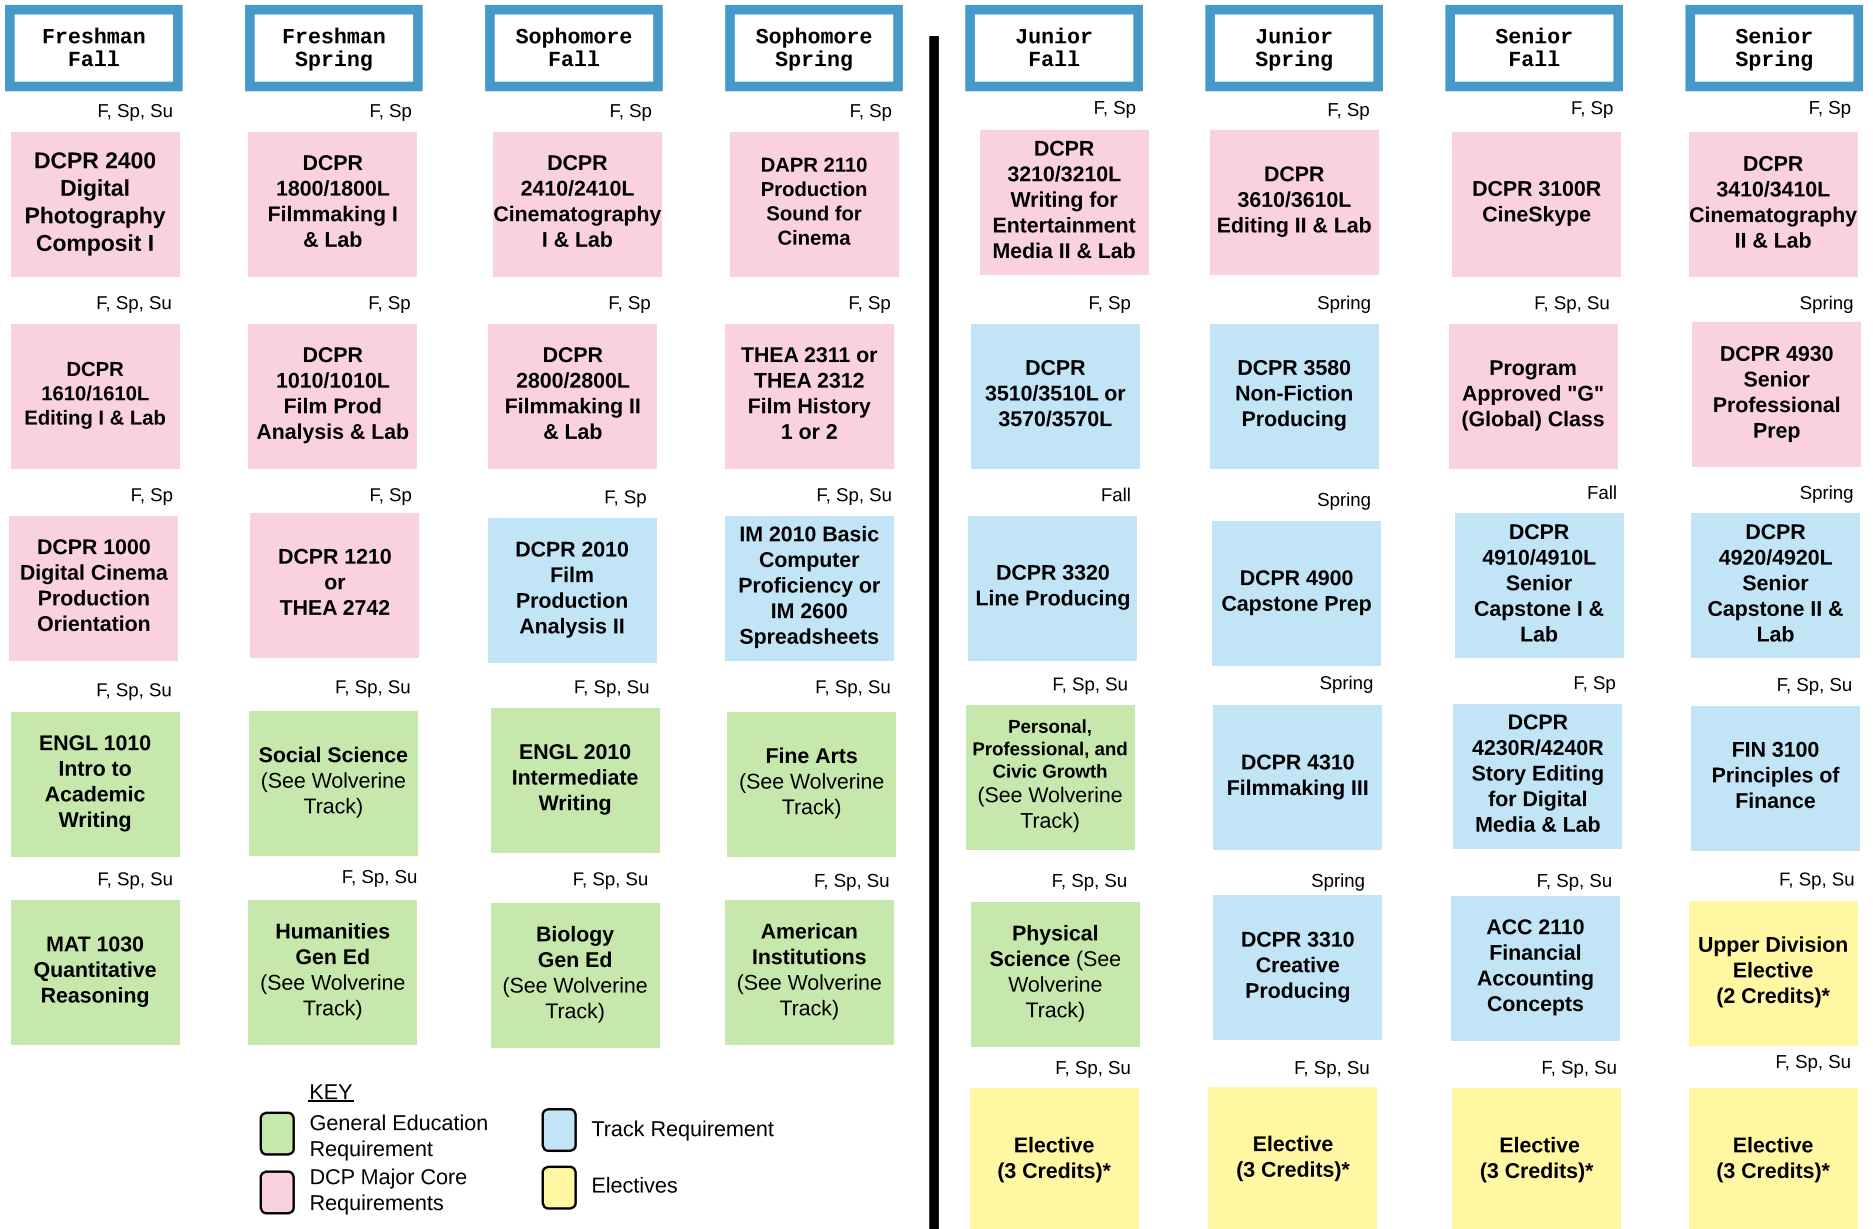 Freshman
Fall
F, Sp, Su
DCPR 2400
Digital
Photography
Composit I
F, Sp, Su
DCPR
1610/1610L
Editing I & Lab
F, Sp
DCPR 1000
Digital Cinema
Production
Orientation
F, Sp, Su
ENGL 1010
Intro to
Academic
Writing
F, Sp, Su
MAT 1030
Quantitative
Reasoning
Freshman
Spring
F, Sp
DCPR
1800/1800L
Filmmaking I
& Lab
F, Sp
DCPR
1010/1010L
Film Prod
Analysis & Lab
F, Sp
DCPR 1210
or
THEA 2742
F, Sp, Su
Social Science
(See Wolverine
Track)
F, Sp, Su
Humanities
Gen Ed
(See Wolverine
Track)
Sophomore
Fall
F, Sp
DCPR
2410/2410L
Cinematography
I & Lab
F, Sp
DCPR
2800/2800L
Filmmaking II
& Lab
F, Sp
DCPR 2010
Film
Production
Analysis II
F, Sp, Su
ENGL 2010
Intermediate
Writing
F, Sp, Su
Biology
Gen Ed
(See Wolverine
Track)
Sophomore
Spring
F, Sp
DAPR 2110
Production
Sound for
Cinema
F, Sp
THEA 2311 or
THEA 2312
Film History
1 or 2
F, Sp, Su
IM 2010 Basic
Computer
Proficiency or
IM 2600
Spreadsheets
F, Sp, Su
Fine Arts
(See Wolverine
Track)
F, Sp, Su
American
Institutions
(See Wolverine
Track)
Junior
Fall
F, Sp
DCPR
3210/3210L
Writing for
Entertainment
Media II & Lab
F, Sp
DCPR
3510/3510L or
3570/3570L
Fall
DCPR 3320
Line Producing
F, Sp, Su
Personal,
Professional, and
Civic Growth
(See Wolverine
Track)
F, Sp, Su
Physical
Science (See
Wolverine
Track)
F, Sp, Su
Elective
(3 Credits)*
Junior
Spring
F, Sp
DCPR
3610/3610L
Editing II & Lab
Spring
DCPR 3580
Non-Fiction
Producing
Spring
DCPR 4900
Capstone Prep
Spring
DCPR 4310
Filmmaking III
Spring
DCPR 3310
Creative
Producing
F, Sp, Su
Elective
(3 Credits)*
Senior
Fall
F, Sp
DCPR 3100R
CineSkype
F, Sp, Su
Program
Approved "G"
(Global) Class
Fall
DCPR
4910/4910L
Senior
Capstone I &
Lab
F, Sp
DCPR
4230R/4240R
Story Editing
for Digital
Media & Lab
F, Sp, Su
ACC 2110
Financial
Accounting
Concepts
F, Sp, Su
Elective
(3 Credits)*
Senior
Spring
F, Sp
DCPR
3410/3410L
Cinematography
II & Lab
Spring
DCPR 4930
Senior
Professional
Prep
Spring
DCPR
4920/4920L
Senior
Capstone II &
Lab
F, Sp, Su
FIN 3100
Principles of
Finance
F, Sp, Su
Upper Division
Elective
(2 Credits)*
F, Sp, Su
Elective
(3 Credits)*
KEY
General Education
Requirement
DCP Major Core
Requirements
Track Requirement
Electives